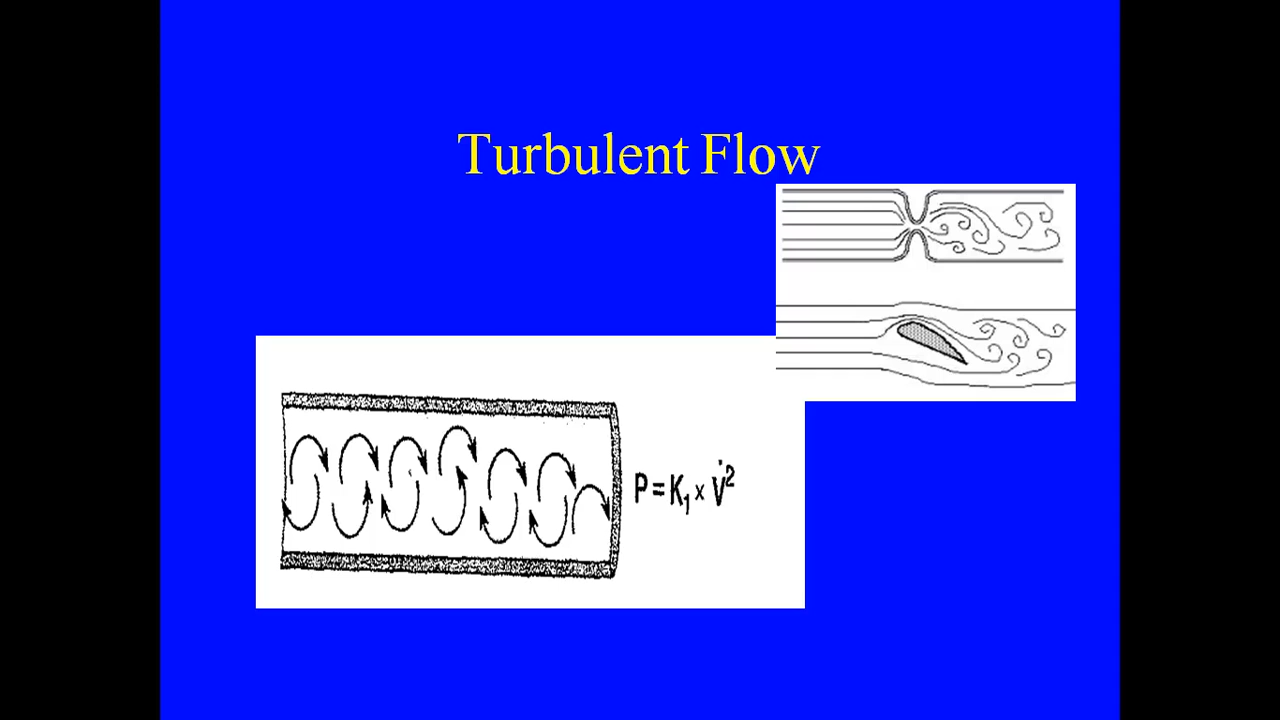 Turbulent Flow
P = K₁ × V̇²